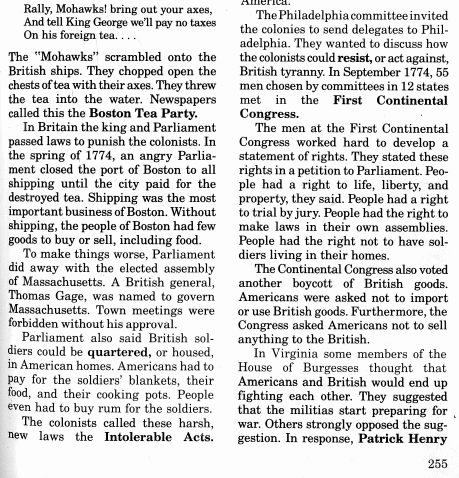 Rally, Mohawks! bring out your axes,
And tell King George we'll pay no taxes
On his foreign tea. . . .
The "Mohawks" scrambled onto the
British ships. They chopped open the
chests of tea with their axes. They threw
the tea into the water. Newspapers
called this the Boston Tea Party.
In Britain the king and Parliament
passed laws to punish the colonists. In
the spring of 1774, an angry Parlia-
ment closed the port of Boston to all
shipping until the city paid for the
destroyed tea. Shipping was the most
important business of Boston. Without
shipping, the people of Boston had few
goods to buy or sell, including food.
To make things worse, Parliament
did away with the elected assembly
of Massachusetts. A British general,
Thomas Gage, was named to govern
Massachusetts. Town meetings were
forbidden without his approval.
Parliament also said British sol-
diers could be quartered, or housed,
in American homes. Americans had to
pay for the soldiers' blankets, their
food, and their cooking pots. People
even had to buy rum for the soldiers.
The colonists called these harsh,
new laws the Intolerable Acts.
America.
The Philadelphia committee invited
the colonies to send delegates to Phil-
adelphia. They wanted to discuss how
the colonists could resist, or act against,
British tyranny. In September 1774, 55
men chosen by committees in 12 states
met in the First Continental
Congress.
The men at the First Continental
Congress worked hard to develop a
statement of rights. They stated these
rights in a petition to Parliament. Peo-
ple had a right to life, liberty, and
property, they said. People had a right
to trial by jury. People had the right to
make laws in their own assemblies.
People had the right not to have sol-
diers living in their homes.
The Continental Congress also voted
another boycott of British goods.
Americans were asked not to import
or use British goods. Furthermore, the
Congress asked Americans not to sell
anything to the British.
In Virginia some members of the
House of Burgesses thought that
Americans and British would end up
fighting each other. They suggested
that the militias start preparing for
war. Others strongly opposed the sug-
gestion. In response, Patrick Henry
255